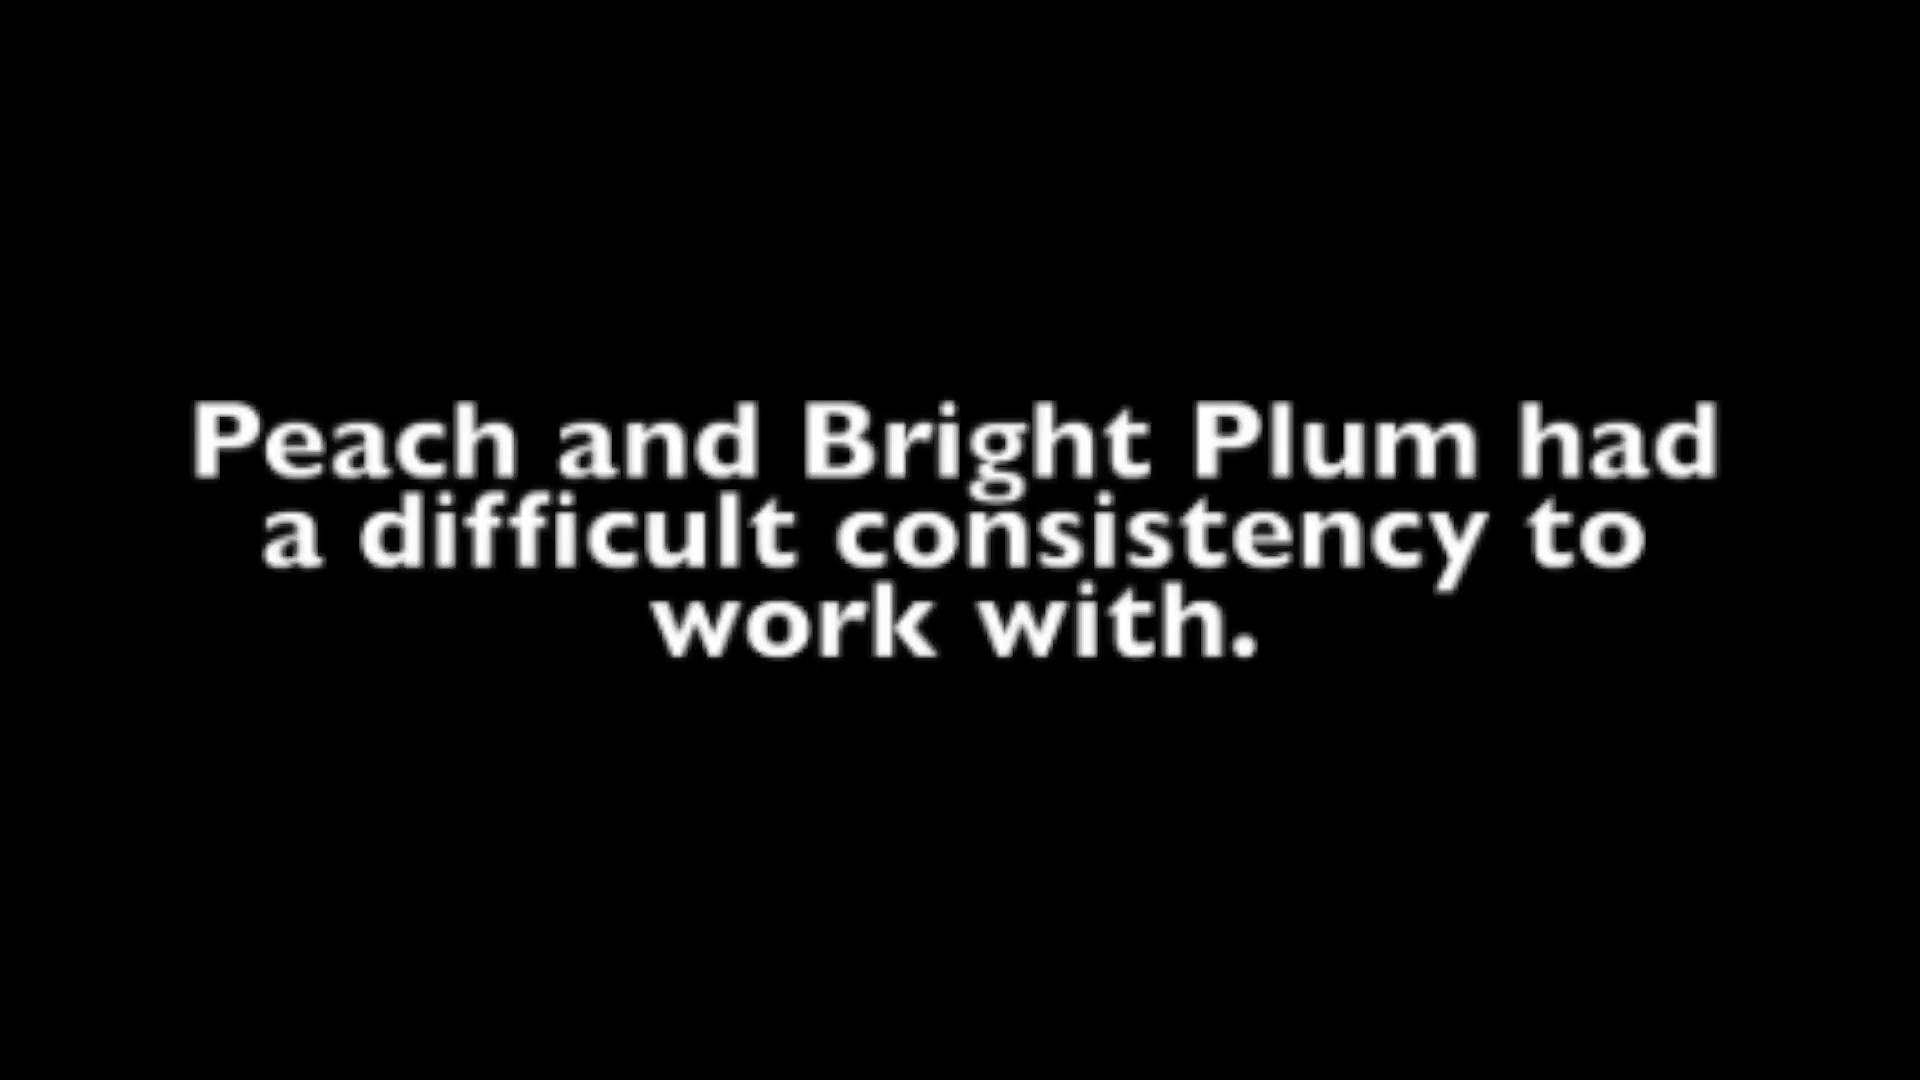 Peach and Bright Plum had
a difficult consistency to
work with.